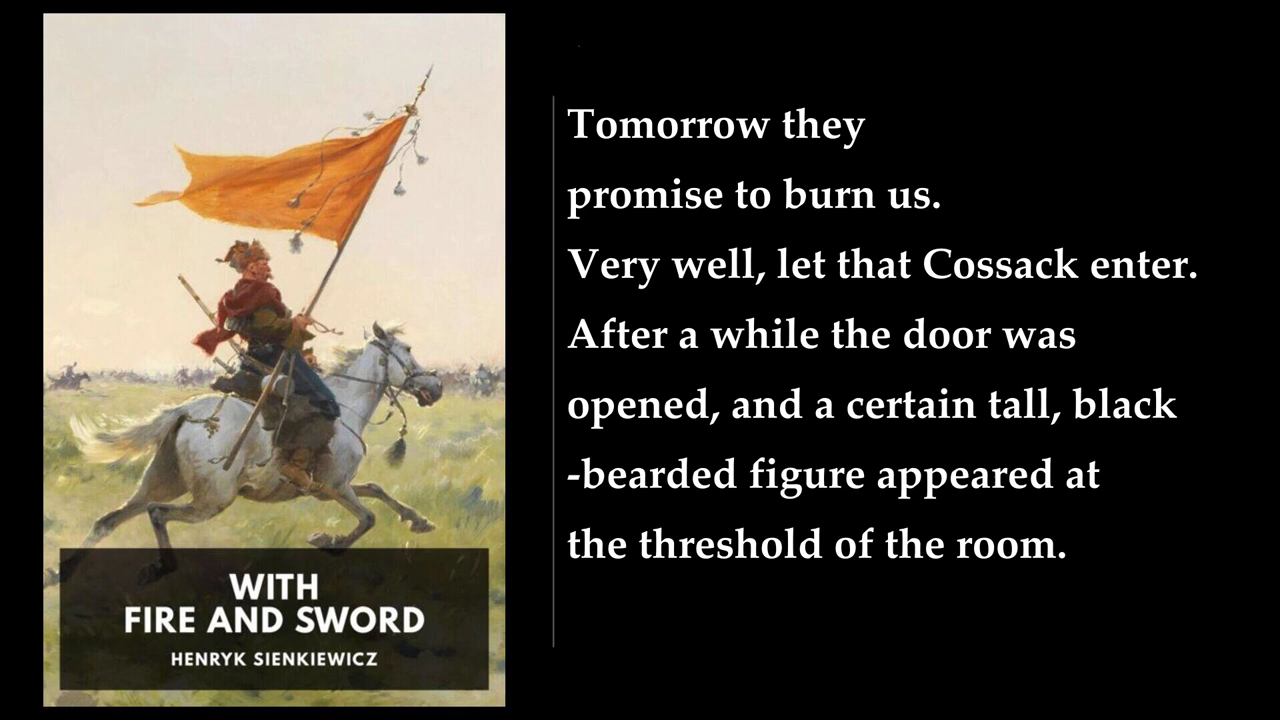 Tomorrow they
promise to burn us.
Very well, let that Cossack enter.
After a while the door was
opened, and a certain tall, black
-bearded figure appeared at
the threshold of the room.
WITH
FIRE AND SWORD
HENRYK SIENKIEWICZ